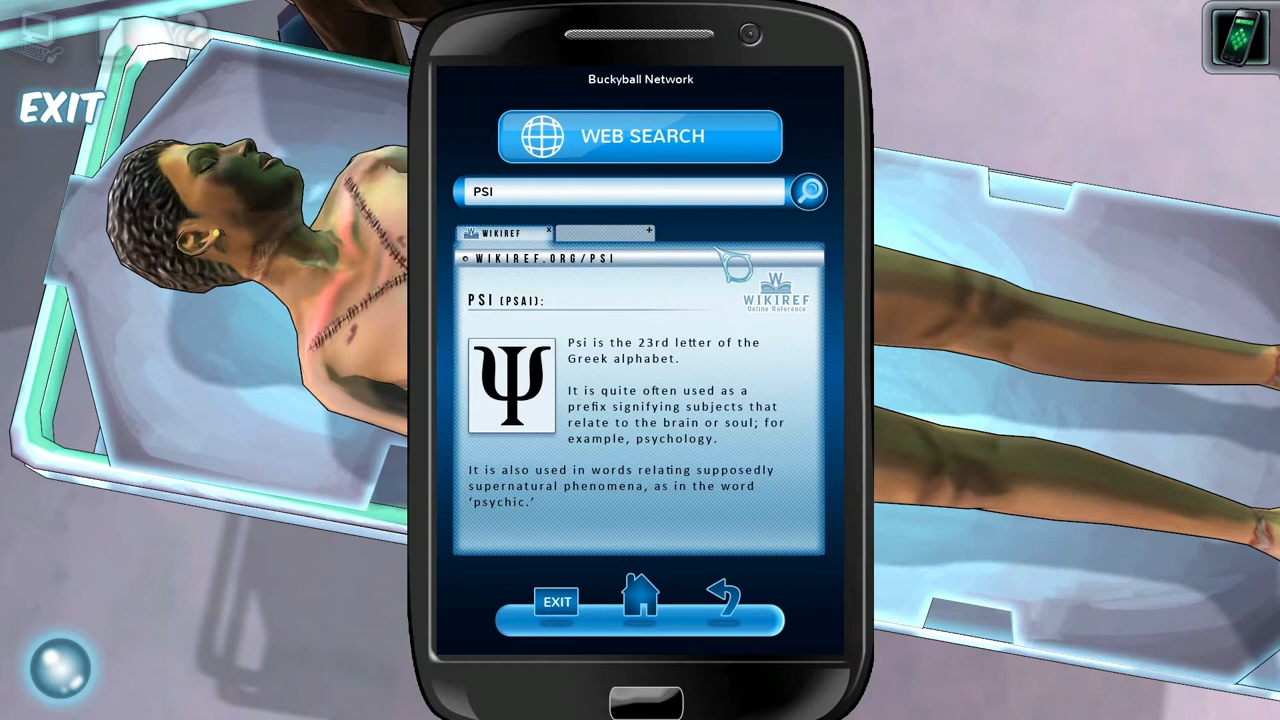 Buckyball Network
WEB SEARCH
EXIT
PSI
WIKIREF
x
+
© WIKIREF.ORG/PSI
W
WIKIREF
Online Reference
PSI (PSAI):
Ψ
Psi is the 23rd letter of the
Greek alphabet.
It is quite often used as a
prefix signifying subjects that
relate to the brain or soul; for
example, psychology.
It is also used in words relating supposedly
supernatural phenomena, as in the word
‘psychic.’
EXIT